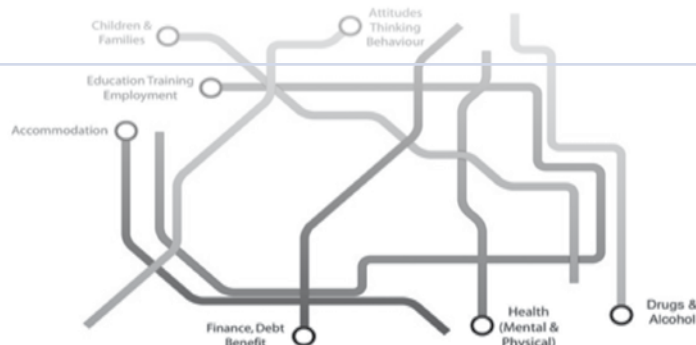 Children &
Families
Attitudes
Thinking
Behaviour
Education Training
Employment
Accommodation
Finance, Debt
Benefit
Health
(Mental &
Physical)
Drugs &
Alcohol